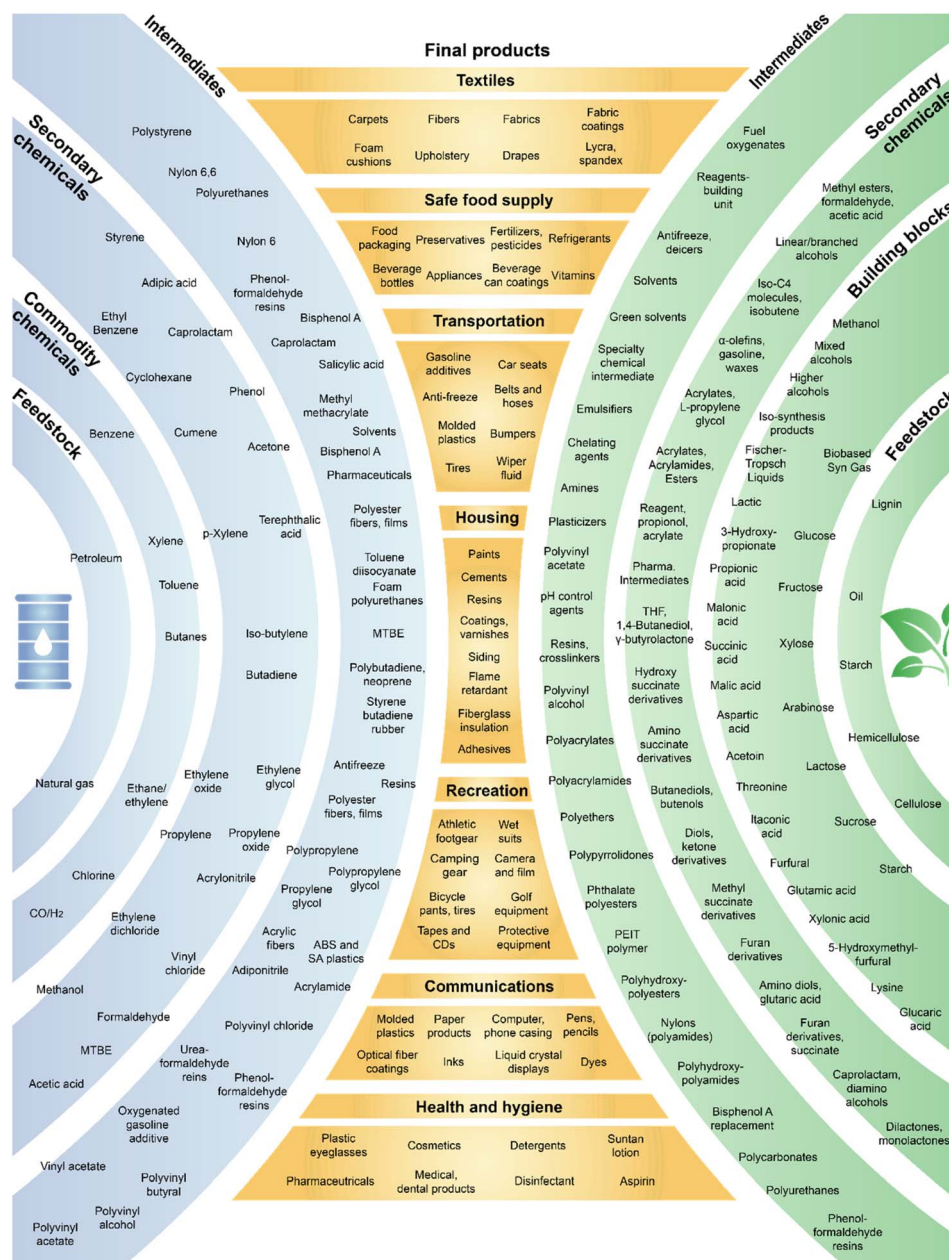 Final products
Textiles
Carpets
Fibers
Fabrics
Fabric
coatings
Foam
cushions
Upholstery
Drapes
Lycra,
spandex
Safe food supply
Food
packaging
Preservatives
Fertilizers,
pesticides
Refrigerants
Beverage
bottles
Appliances
Beverage
can coatings
Vitamins
Transportation
Gasoline
additives
Car seats
Anti-freeze
Belts and
hoses
Molded
plastics
Bumpers
Tires
Wiper
fluid
Housing
Paints
Cements
Resins
Coatings,
varnishes
Siding
Flame
retardant
Fiberglass
insulation
Adhesives
Recreation
Athletic
footgear
Wet
suits
Camping
gear
Camera
and film
Bicycle
pants, tires
Golf
equipment
Tapes and
CDs
Protective
equipment
Communications
Molded
plastics
Paper
products
Computer,
phone casing
Pens,
pencils
Optical fiber
coatings
Inks
Liquid crystal
displays
Dyes
Health and hygiene
Plastic
eyeglasses
Cosmetics
Detergents
Suntan
lotion
Pharmaceutricals
Medical,
dental products
Disinfectant
Aspirin
Feedstock
Petroleum
Natural gas
Commodity
chemicals
Benzene
Xylene
Toluene
Butanes
Ethane/
ethylene
Propylene
Chlorine
CO/H2
Methanol
Secondary
chemicals
Styrene
Adipic acid
Ethyl
Benzene
Caprolactam
Cyclohexane
Phenol
Cumene
Acetone
p-Xylene
Terephthalic
acid
Iso-butylene
Butadiene
Ethylene
oxide
Ethylene
glycol
Propylene
oxide
Acrylonitrile
Propylene
glycol
Ethylene
dichloride
Vinyl
chloride
Acrylic
fibers
Adiponitrile
Formaldehyde
MTBE
Acetic acid
Intermediates
Polystyrene
Nylon 6,6
Polyurethanes
Nylon 6
Phenol-
formaldehyde
resins
Bisphenol A
Caprolactam
Salicylic acid
Methyl
methacrylate
Solvents
Bisphenol A
Pharmaceuticals
Polyester
fibers, films
Toluene
diisocyanate
Foam
polyurethanes
MTBE
Polybutadiene,
neoprene
Styrene
butadiene
rubber
Antifreeze
Resins
Polyester
fibers, films
Polypropylene
Polypropylene
glycol
ABS and
SA plastics
Acrylamide
Polyvinyl chloride
Urea-
formaldehyde
reins
Phenol-
formaldehyde
resins
Oxygenated
gasoline
additive
Vinyl acetate
Polyvinyl
butyral
Polyvinyl
alcohol
Polyvinyl
acetate
Intermediates
Fuel
oxygenates
Reagents-
building
unit
Antifreeze,
deicers
Solvents
Green solvents
Specialty
chemical
intermediate
Emulsifiers
Chelating
agents
Amines
Plasticizers
Polyvinyl
acetate
pH control
agents
Resins,
crosslinkers
Polyvinyl
alcohol
Polyacrylates
Polyacrylamides
Polyethers
Polypyrrolidones
Phthalate
polyesters
PEIT
polymer
Polyhydroxy-
polyesters
Nylons
(polyamides)
Polyhydroxy-
polyamides
Bisphenol A
replacement
Polycarbonates
Polyurethanes
Phenol-
formaldehyde
resins
Secondary
chemicals
Methyl esters,
formaldehyde,
acetic acid
Linear/branched
alcohols
Iso-C4
molecules,
isobutene
α-olefins,
gasoline,
waxes
Acrylates,
L-propylene
glycol
Acrylates,
Acrylamides,
Esters
Reagent,
propionol,
acrylate
Pharma.
Intermediates
THF,
1,4-Butanediol,
γ-butyrolactone
Hydroxy
succinate
derivatives
Amino
succinate
derivatives
Butanediols,
butenols
Diols,
ketone
derivatives
Methyl
succinate
derivatives
Furan
derivatives
Amino diols,
glutaric acid
Furan
derivatives,
succinate
Caprolactam,
diamino
alcohols
Dilactones,
monolactones
Building blocks
Methanol
Mixed
alcohols
Higher
alcohols
Iso-synthesis
products
Fischer-
Tropsch
Liquids
Biobased
Syn Gas
Lactic
3-Hydroxy-
propionate
Glucose
Propionic
acid
Fructose
Malonic
acid
Succinic
acid
Xylose
Malic acid
Aspartic
acid
Arabinose
Acetoin
Lactose
Threonine
Itaconic
acid
Sucrose
Furfural
Glutamic acid
Xylonic acid
5-Hydroxymethyl-
furfural
Lysine
Glucaric
acid
Feedstock
Lignin
Oil
Starch
Hemicellulose
Cellulose
Starch